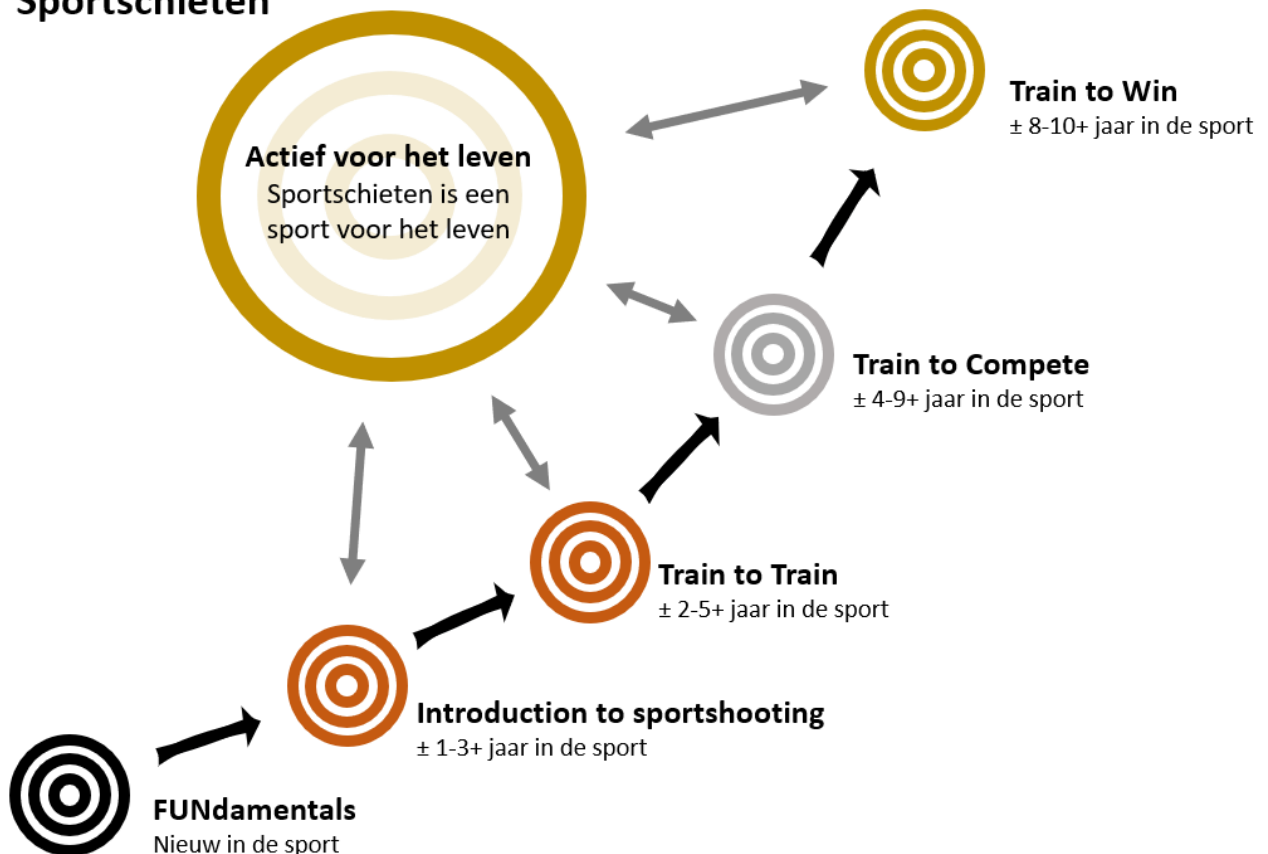 Sportschieten
Actief voor het leven
Sportschieten is een
sport voor het leven
Train to Win
± 8-10+ jaar in de sport
Train to Compete
± 4-9+ jaar in de sport
Train to Train
± 2-5+ jaar in de sport
Introduction to sportshooting
± 1-3+ jaar in de sport
FUNdamentals
Nieuw in de sport